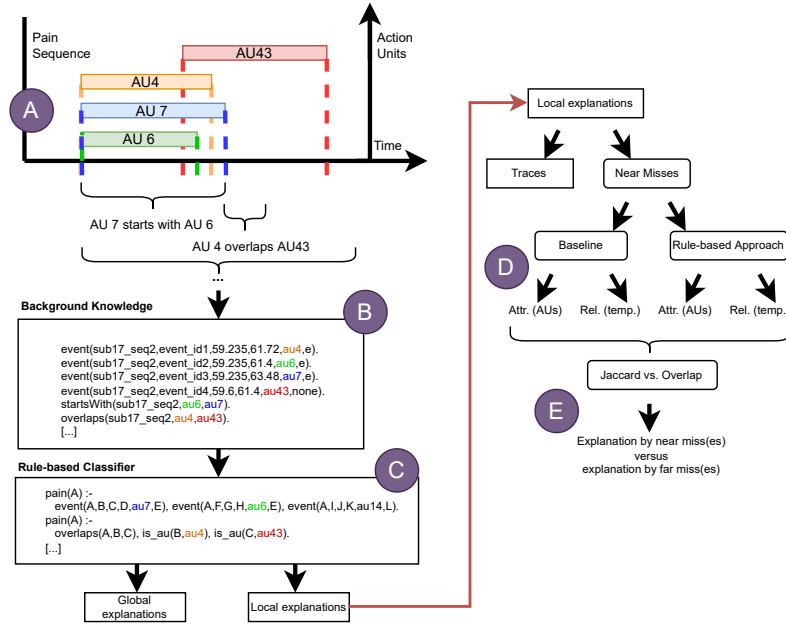 Pain
Sequence
Action
Units
AU43
AU4
A
AU 7
AU 6
Time
AU 7 starts with AU 6
AU 4 overlaps AU43
...
Background Knowledge
B
event(sub17_seq2,event_id1,59.235,61.72,au4,e).
event(sub17_seq2,event_id2,59.235,61.4,au6,e).
event(sub17_seq2,event_id3,59.235,63.48,au7,e).
event(sub17_seq2,event_id4,59.6,61.4,au43,none).
startsWith(sub17_seq2,au6,au7).
overlaps(sub17_seq2,au4,au43).
[...]
Rule-based Classifier
C
pain(A) :-
event(A,B,C,D,au7,E), event(A,F,G,H,au6,E), event(A,I,J,K,au14,L).
pain(A) :-
overlaps(A,B,C), is_au(B,au4), is_au(C,au43).
[...]
Global
explanations
Local explanations
Local explanations
Traces
Near Misses
Baseline
Rule-based Approach
D
Attr. (AUs)
Rel. (temp.)
Attr. (AUs)
Rel. (temp.)
Jaccard vs. Overlap
E
Explanation by near miss(es)
versus
explanation by far miss(es)